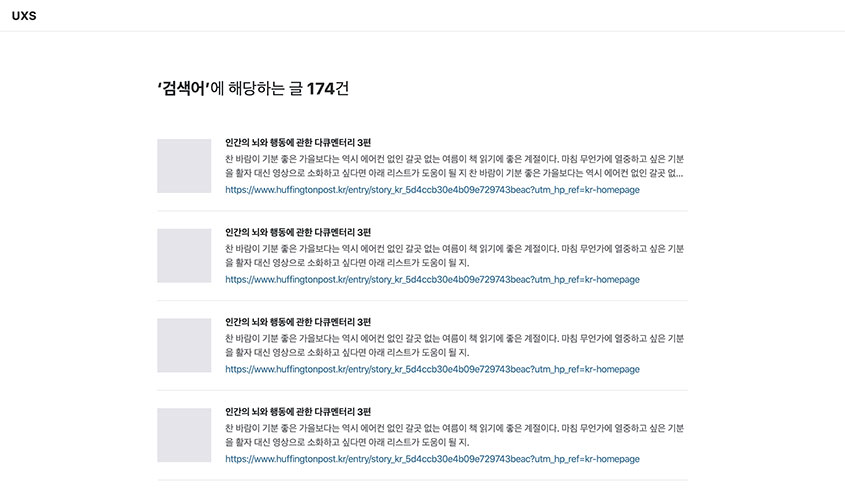 UXS
‘검색어’에 해당하는 글 174건
인간의 뇌와 행동에 관한 다큐멘터리 3편
찬 바람이 기분 좋은 가을보다는 역시 에어컨 없인 갈곳 없는 여름이 책 읽기에 좋은 계절이다. 마침 무언가에 열중하고 싶은 기분
을 활자 대신 영상으로 소화하고 싶다면 아래 리스트가 도움이 될 지 찬 바람이 기분 좋은 가을보다는 역시 에어컨 없인 갈곳 없...
https://www.huffingtonpost.kr/entry/story_kr_5d4ccb30e4b09e729743beac?utm_hp_ref=kr-homepage
인간의 뇌와 행동에 관한 다큐멘터리 3편
찬 바람이 기분 좋은 가을보다는 역시 에어컨 없인 갈곳 없는 여름이 책 읽기에 좋은 계절이다. 마침 무언가에 열중하고 싶은 기분
을 활자 대신 영상으로 소화하고 싶다면 아래 리스트가 도움이 될 지.
https://www.huffingtonpost.kr/entry/story_kr_5d4ccb30e4b09e729743beac?utm_hp_ref=kr-homepage
인간의 뇌와 행동에 관한 다큐멘터리 3편
찬 바람이 기분 좋은 가을보다는 역시 에어컨 없인 갈곳 없는 여름이 책 읽기에 좋은 계절이다. 마침 무언가에 열중하고 싶은 기분
을 활자 대신 영상으로 소화하고 싶다면 아래 리스트가 도움이 될 지.
https://www.huffingtonpost.kr/entry/story_kr_5d4ccb30e4b09e729743beac?utm_hp_ref=kr-homepage
인간의 뇌와 행동에 관한 다큐멘터리 3편
찬 바람이 기분 좋은 가을보다는 역시 에어컨 없인 갈곳 없는 여름이 책 읽기에 좋은 계절이다. 마침 무언가에 열중하고 싶은 기분
을 활자 대신 영상으로 소화하고 싶다면 아래 리스트가 도움이 될 지.
https://www.huffingtonpost.kr/entry/story_kr_5d4ccb30e4b09e729743beac?utm_hp_ref=kr-homepage